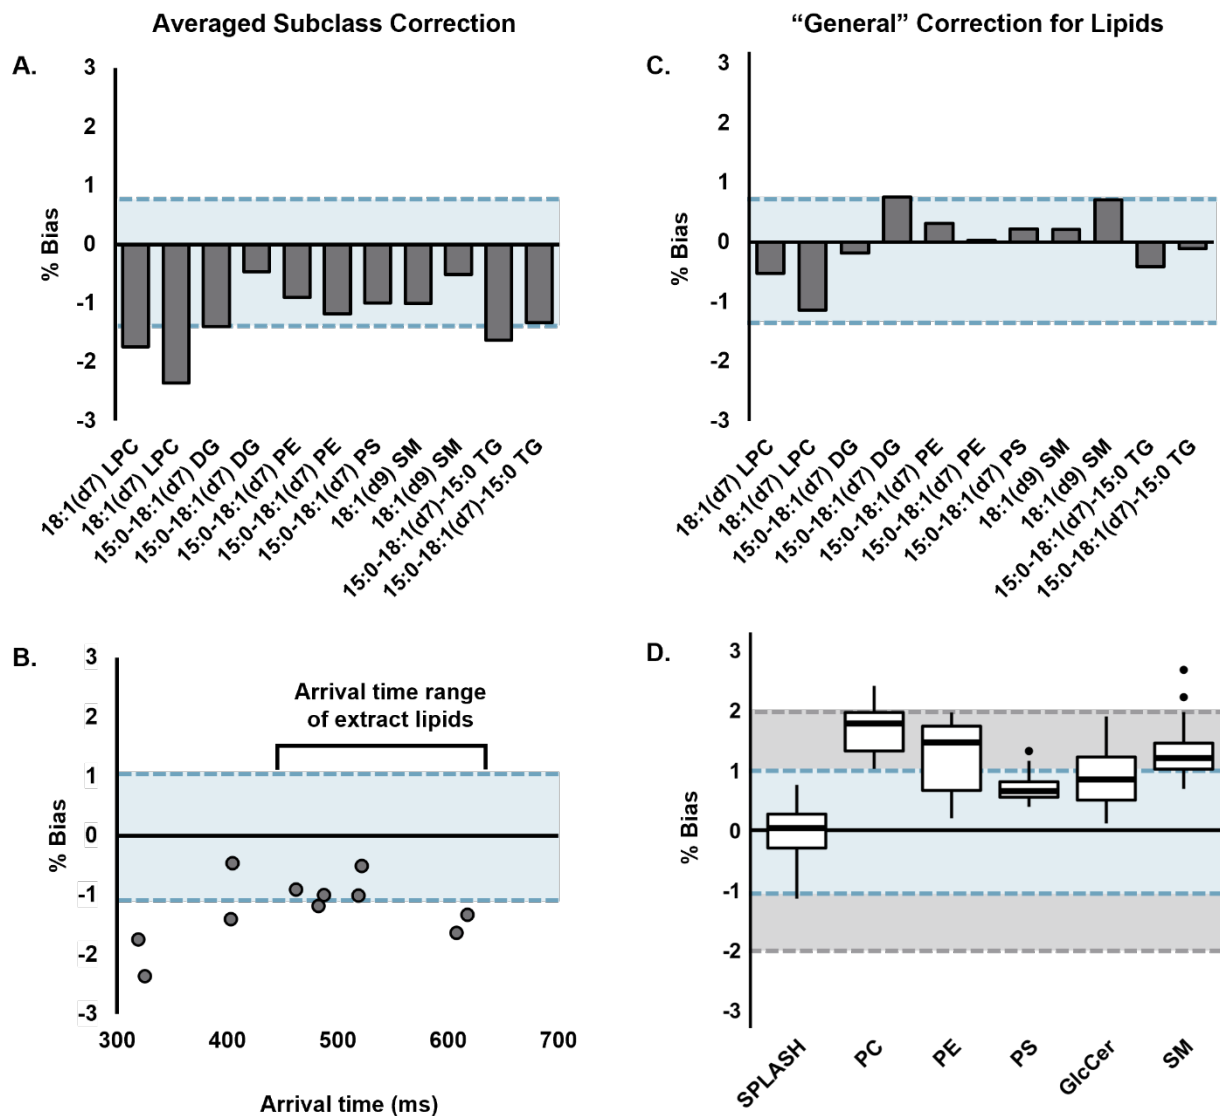 Averaged Subclass Correction
A.
3
2
1
0
-1
-2
-3
% Bias
18:1(d7) LPC
18:1(d7) LPC
15:0-18:1(d7) DG
15:0-18:1(d7) DG
15:0-18:1(d7) PE
15:0-18:1(d7) PE
15:0-18:1(d7) PS
18:1(d9) SM
18:1(d9) SM
15:0-18:1(d7)-15:0 TG
15:0-18:1(d7)-15:0 TG
B.
3
2
1
0
-1
-2
-3
% Bias
Arrival time range
of extract lipids
300
400
500
600
700
Arrival time (ms)
“General” Correction for Lipids
C.
3
2
1
0
-1
-2
-3
% Bias
18:1(d7) LPC
18:1(d7) LPC
15:0-18:1(d7) DG
15:0-18:1(d7) DG
15:0-18:1(d7) PE
15:0-18:1(d7) PE
15:0-18:1(d7) PS
18:1(d9) SM
18:1(d9) SM
15:0-18:1(d7)-15:0 TG
15:0-18:1(d7)-15:0 TG
D.
3
2
1
0
-1
-2
-3
% Bias
SPLASH
PC
PE
PS
GlcCer
SM